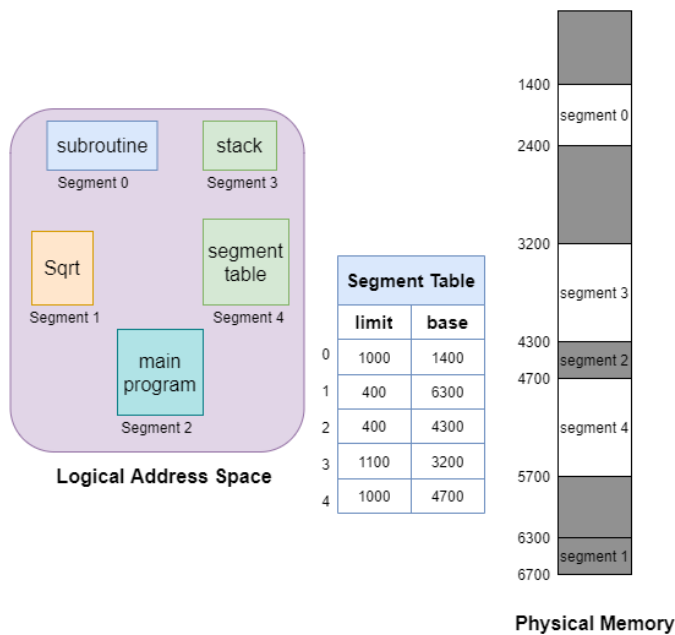 subroutine
Segment 0
stack
Segment 3
Sqrt
Segment 1
segment
table
Segment 4
main
program
Segment 2
Logical Address Space
Segment Table
limit base
0 1000 1400
1 400 6300
2 400 4300
3 1100 3200
4 1000 4700
1400
segment 0
2400
3200
segment 3
4300
segment 2
4700
segment 4
5700
6300
segment 1
6700
Physical Memory